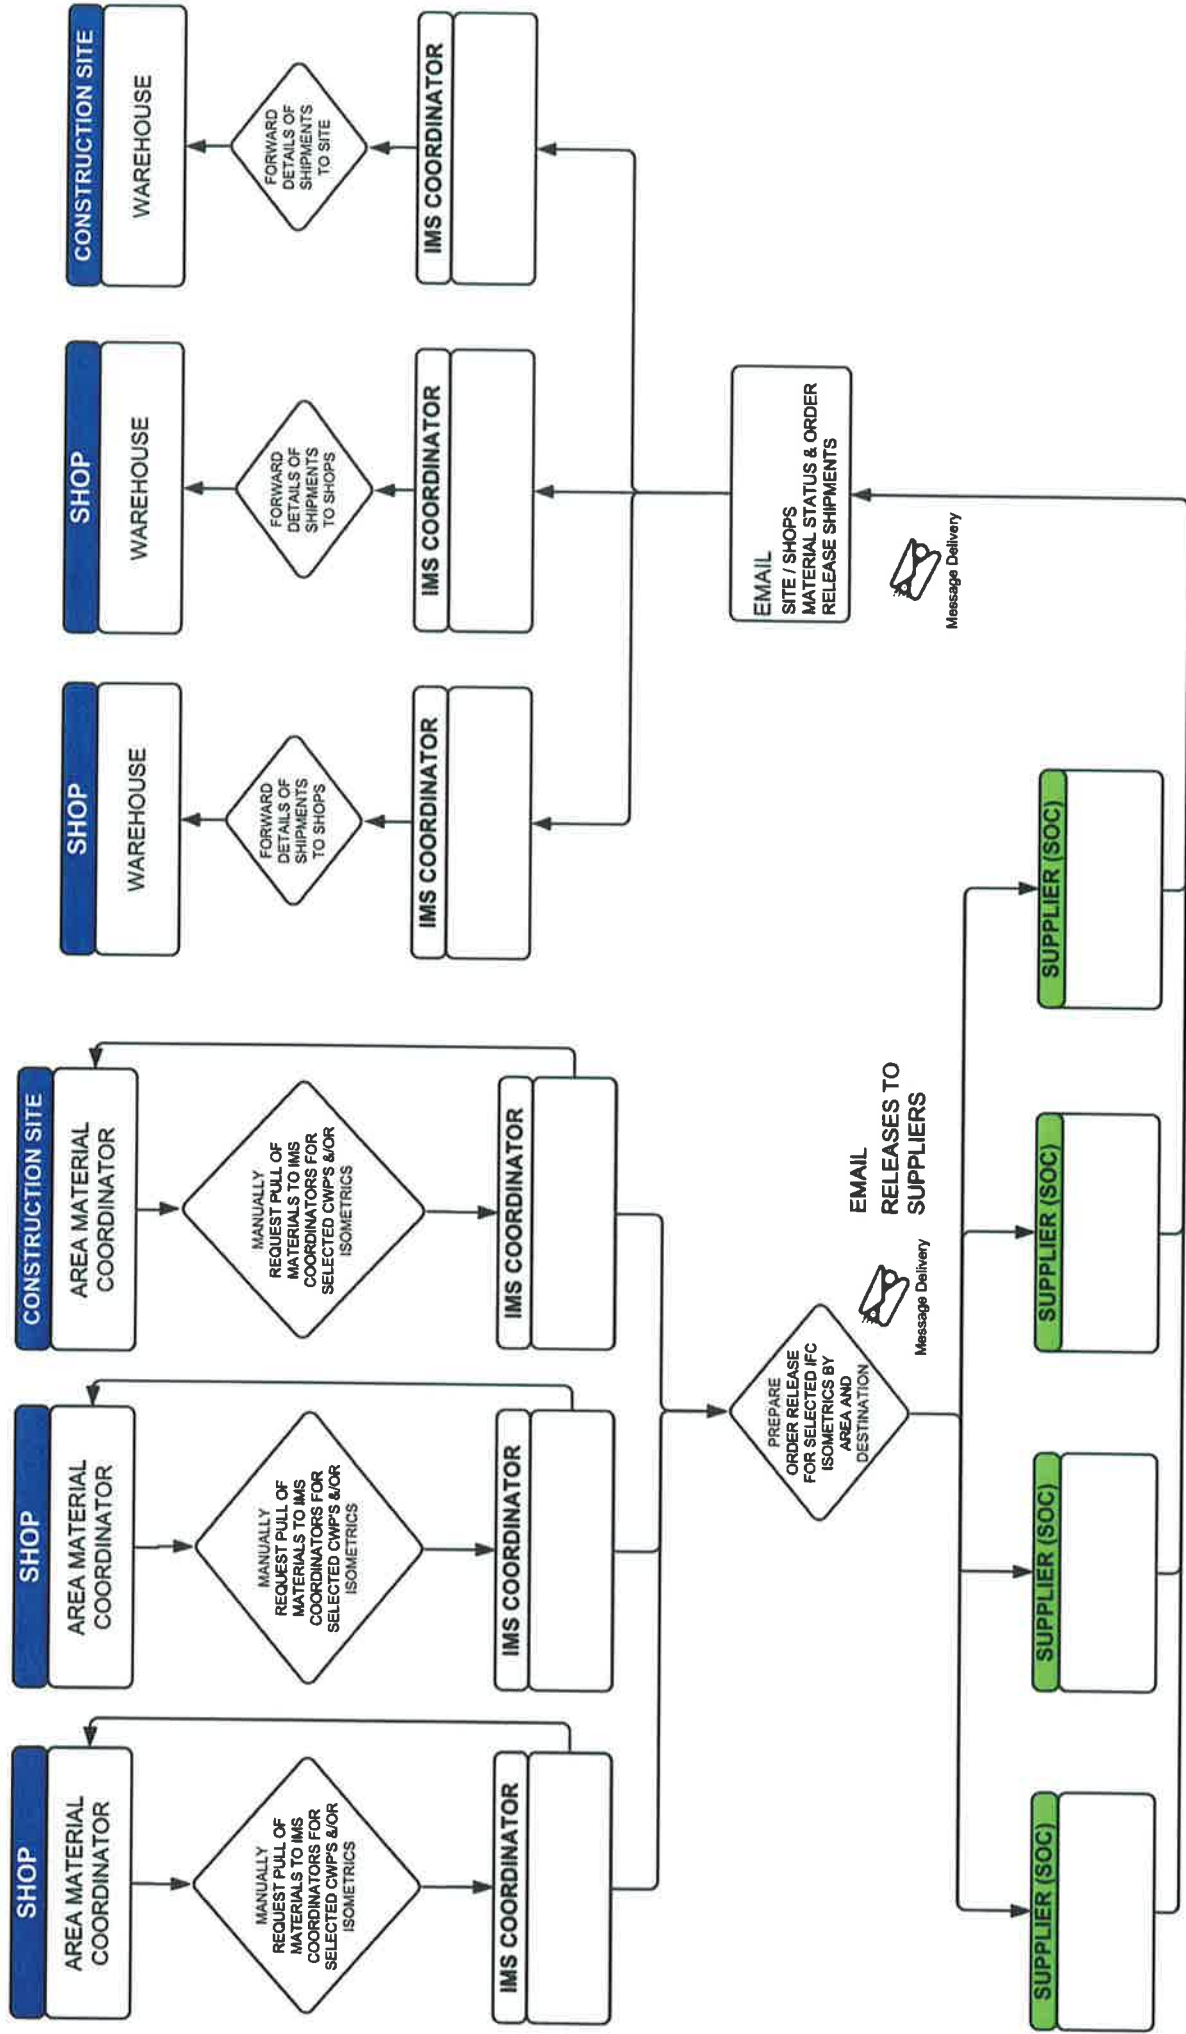 SHOP
AREA MATERIAL
COORDINATOR
MANUALLY
REQUEST PULL OF
MATERIALS TO IMS
COORDINATORS FOR
SELECTED CWP'S &/OR
ISOMETRICS
IMS COORDINATOR
SHOP
AREA MATERIAL
COORDINATOR
MANUALLY
REQUEST PULL OF
MATERIALS TO IMS
COORDINATORS FOR
SELECTED CWP'S &/OR
ISOMETRICS
IMS COORDINATOR
CONSTRUCTION SITE
AREA MATERIAL
COORDINATOR
MANUALLY
REQUEST PULL OF
MATERIALS TO IMS
COORDINATORS FOR
SELECTED CWP'S &/OR
ISOMETRICS
IMS COORDINATOR
SHOP
WAREHOUSE
FORWARD
DETAILS OF
SHIPMENTS
TO SHOPS
IMS COORDINATOR
SHOP
WAREHOUSE
FORWARD
DETAILS OF
SHIPMENTS
TO SHOPS
IMS COORDINATOR
CONSTRUCTION SITE
WAREHOUSE
FORWARD
DETAILS OF
SHIPMENTS
TO SITE
IMS COORDINATOR
PREPARE
ORDER RELEASE
FOR SELECTED IFC
ISOMETRICS BY
AREA AND
DESTINATION
Message Delivery
EMAIL
RELEASES TO
SUPPLIERS
EMAIL
SITE / SHOPS
MATERIAL STATUS & ORDER
RELEASE SHIPMENTS
Message Delivery
SUPPLIER (SOC)
SUPPLIER (SOC)
SUPPLIER (SOC)
SUPPLIER (SOC)